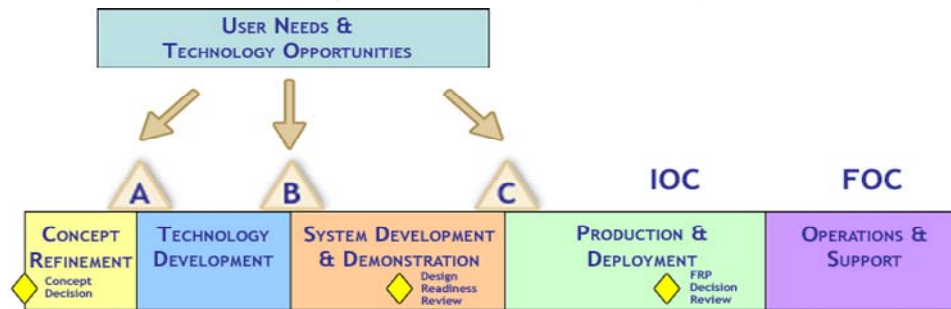 USER NEEDS &
TECHNOLOGY OPPORTUNITIES
A
B
C
IOC
FOC
CONCEPT
REFINEMENT
Concept
Decision
TECHNOLOGY
DEVELOPMENT
SYSTEM DEVELOPMENT
& DEMONSTRATION
Design
Readiness
Review
PRODUCTION &
DEPLOYMENT
FRP
Decision
Review
OPERATIONS &
SUPPORT